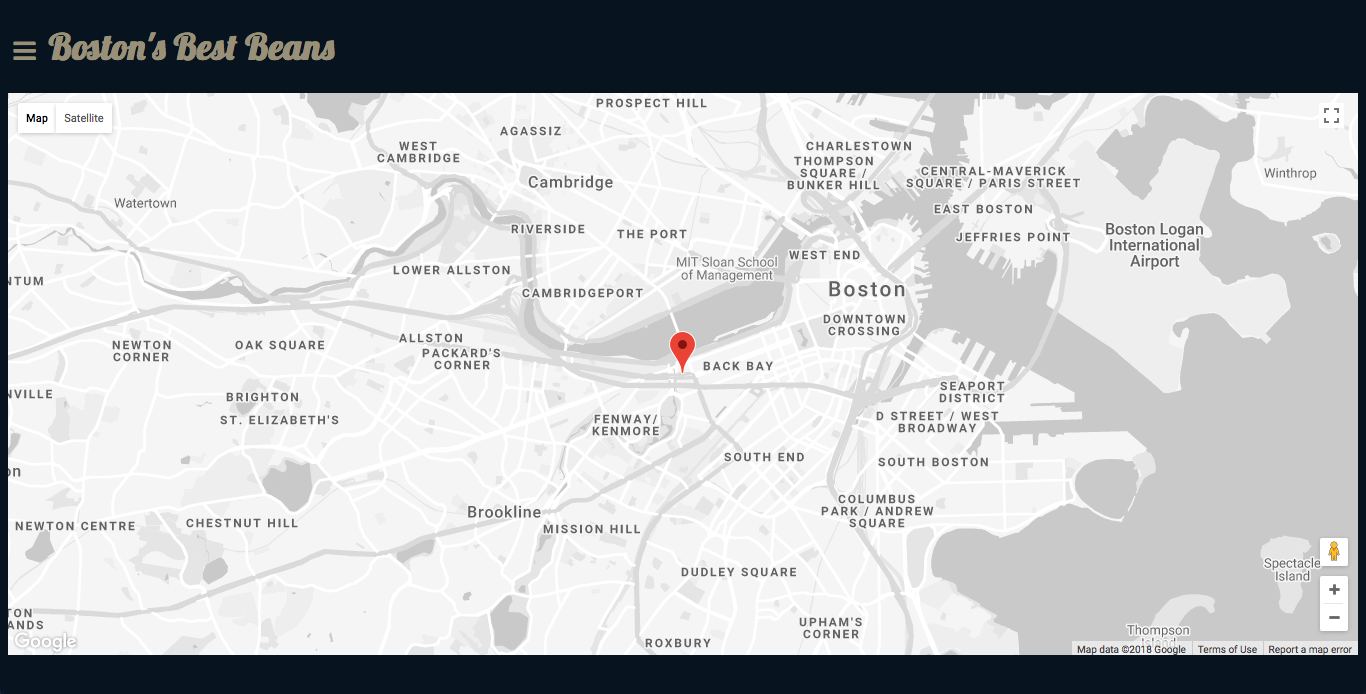 Boston's Best Beans
Map Satellite
PROSPECT HILL
AGASSIZ
WEST
CAMBRIDGE
CHARLESTOWN
THOMPSON
SQUARE /
BUNKER HILL
CENTRAL-MAVERICK
SQUARE / PARIS STREET
Winthrop
Cambridge
Watertown
EAST BOSTON
RIVERSIDE
THE PORT
JEFFRIES POINT
Boston Logan
International
Airport
WEST END
MIT Sloan School
of Management
LOWER ALLSTON
NTUM
CAMBRIDGEPORT
Boston
DOWNTOWN
CROSSING
NEWTON
CORNER
OAK SQUARE
ALLSTON
PACKARD'S
CORNER
BACK BAY
SEAPORT
DISTRICT
NVILLE
BRIGHTON
ST. ELIZABETH'S
FENWAY/
KENMORE
D STREET / WEST
BROADWAY
SOUTH END
SOUTH BOSTON
on
COLUMBUS
PARK / ANDREW
SQUARE
Brookline
NEWTON CENTRE
CHESTNUT HILL
MISSION HILL
DUDLEY SQUARE
Spectacle
Island
TON
ANDS
UPHAM'S
CORNER
Thompson
Island
ROXBURY
Google
Map data ©2018 Google Terms of Use Report a map error